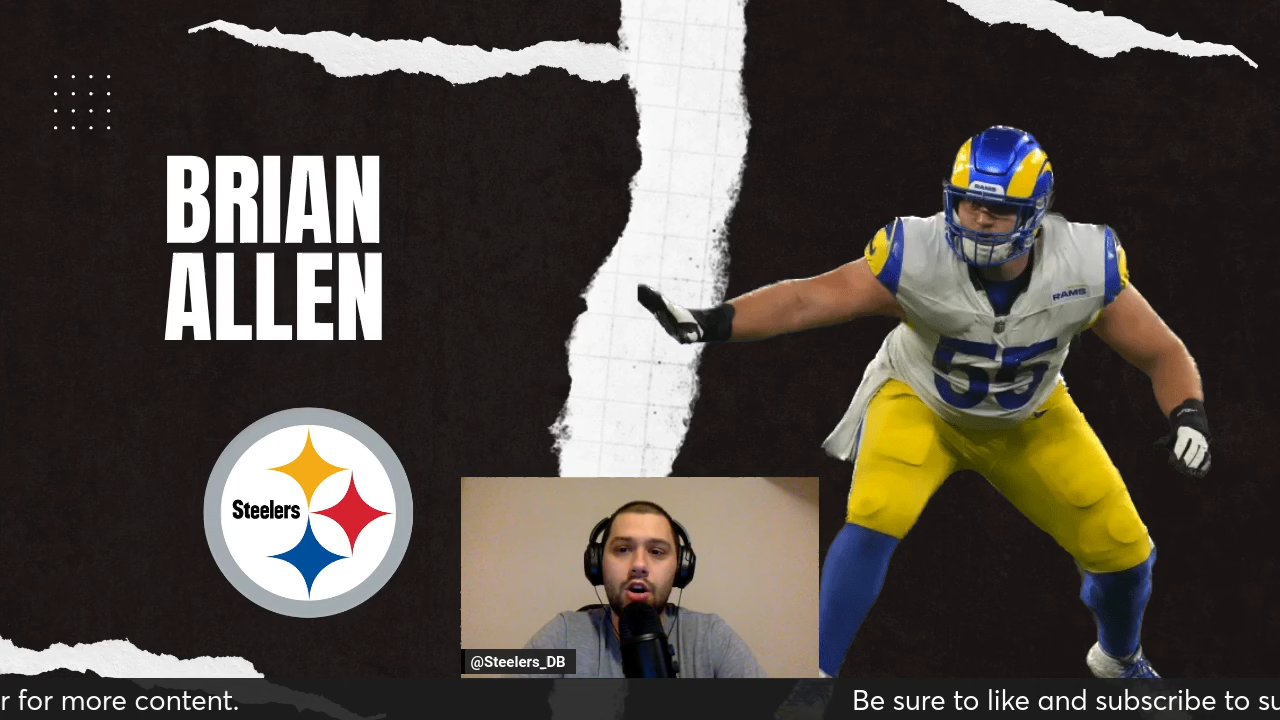 BRIAN
ALLEN
RAMS
RAMS
55
Steelers
@Steelers_DB
r for more content.
Be sure to like and subscribe to su